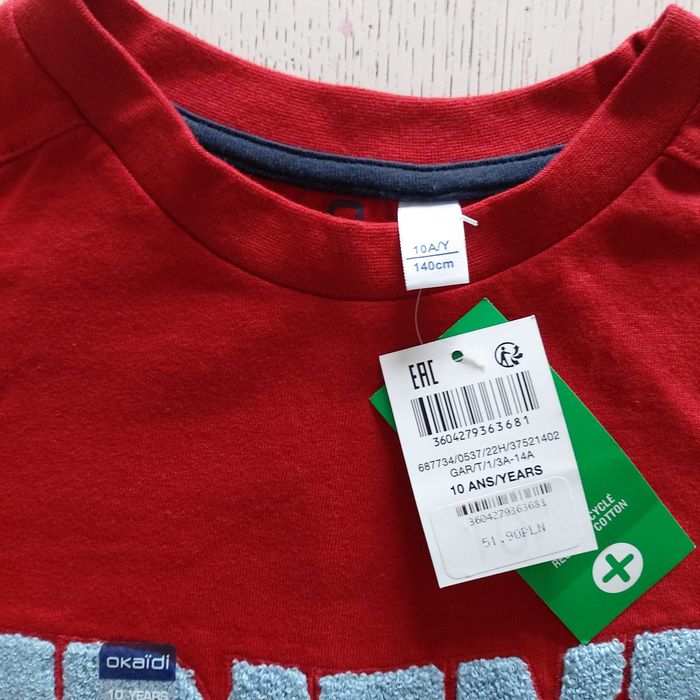 10A/Y
140cm
EAC
3604279363681
687734/0537/22H/37521402
GAR/T/1/3A-14A
10 ANS/YEARS
3604279363681
51.90PLN
COTTON
okaïdi
10 YEARS